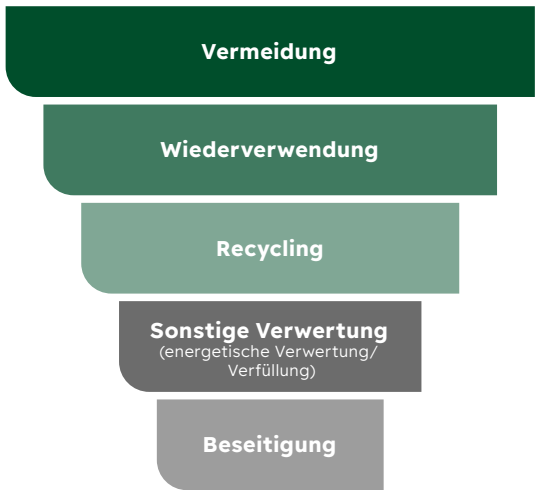 Vermeidung
Wiederverwendung
Recycling
Sonstige Verwertung
(energetische Verwertung/
Verfüllung)
Beseitigung